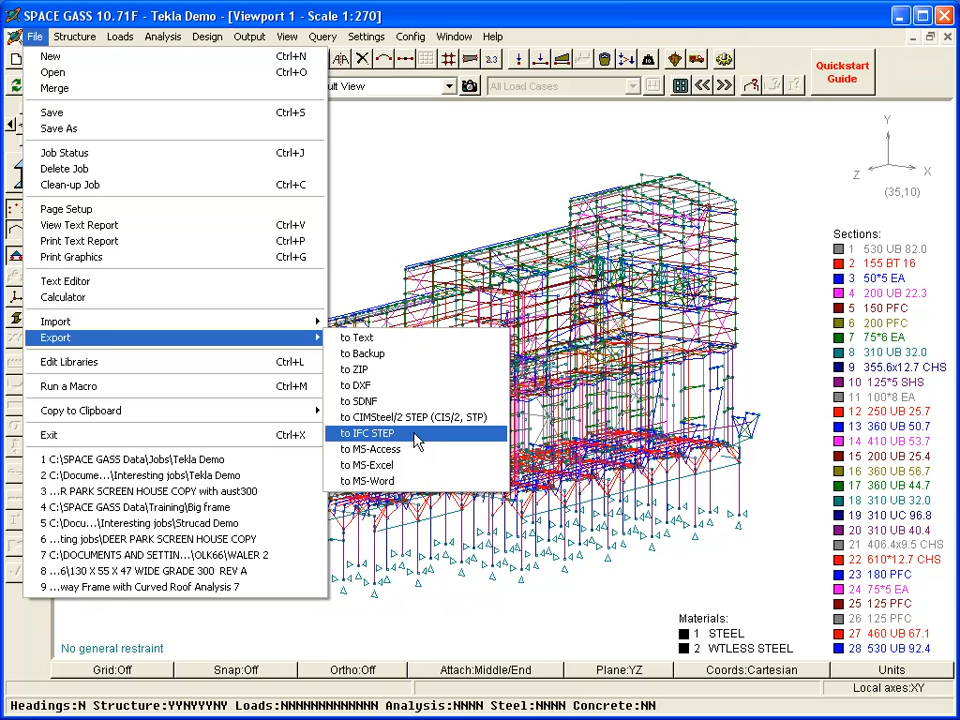 SPACE GASS 10.71F - Tekla Demo - [Viewport 1 - Scale 1:270]
File Structure Loads Analysis Design Output View Query Settings Config Window Help
New Ctrl+N
Open Ctrl+O
Merge
Save Ctrl+S
Save As
Job Status Ctrl+J
Delete Job
Clean-up Job Ctrl+C
Page Setup
View Text Report Ctrl+V
Print Text Report Ctrl+P
Print Graphics Ctrl+G
Text Editor
Calculator
Import
Export
Edit Libraries Ctrl+L
Run a Macro Ctrl+M
Copy to Clipboard
Exit Ctrl+X
1 C:\SPACE GASS Data\Jobs\Tekla Demo
2 C:\Docume...\Interesting jobs\Tekla Demo
3 ...R PARK SCREEN HOUSE COPY with aust300
4 C:\SPACE GASS Data\Training\Big frame
5 C:\Docu...\Interesting jobs\Strucad Demo
6 ...ting jobs\DEER PARK SCREEN HOUSE COPY
7 C:\DOCUMENTS AND SETTIN...\OLK66\WALER 2
8 ...6\130 X 55 X 47 WIDE GRADE 300 REV A
9 ...way Frame with Curved Roof Analysis 7
to Text
to Backup
to ZIP
to DXF
to SDNF
to CIMSteel/2 STEP (CIS/2, STP)
to IFC STEP
to MS-Access
to MS-Excel
to MS-Word
2.3
ult View
All Load Cases
Quickstart
Guide
Y
Z X
(35,10)
Sections:
1 530 UB 82.0
2 155 BT 16
3 50*5 EA
4 200 UB 22.3
5 150 PFC
6 200 PFC
7 75*6 EA
8 310 UB 32.0
9 355.6x12.7 CHS
10 125*5 SHS
11 100*8 EA
12 250 UB 25.7
13 360 UB 50.7
14 410 UB 53.7
15 200 UB 25.4
16 360 UB 56.7
17 360 UB 44.7
18 310 UB 32.0
19 310 UC 96.8
20 310 UB 40.4
21 406.4x9.5 CHS
22 610*12.7 CHS
23 180 PFC
24 75*5 EA
25 125 PFC
26 125 PFC
27 460 UB 67.1
28 530 UB 92.4
Materials:
1 STEEL
2 WTLESS STEEL
No general restraint
Grid:Off Snap:Off Ortho:Off Attach:Middle/End Plane:YZ Coords:Cartesian Units
Local axes:XY
Headings:N Structure:YYNYYYNY Loads:NNNNNNNNNNNNN Analysis:NNNN Steel:NNNN Concrete:NN